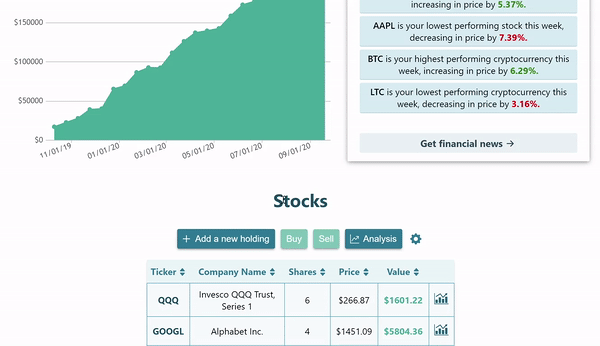 $150000
$100000
$50000
$0
11/01/19 01/01/20 03/01/20 05/01/20 07/01/20 09/01/20
increasing in price by 5.37%.
AAPL is your lowest performing stock this week,
decreasing in price by 7.39%.
BTC is your highest performing cryptocurrency this
week, increasing in price by 6.29%.
LTC is your lowest performing cryptocurrency this
week, decreasing in price by 3.16%.
Get financial news →
Stocks
+ Add a new holding Buy Sell Analysis
Ticker Company Name Shares Price Value
QQQ Invesco QQQ Trust, 6 $266.87 $1601.22
Series 1
GOOGL Alphabet Inc. 4 $1451.09 $5804.36